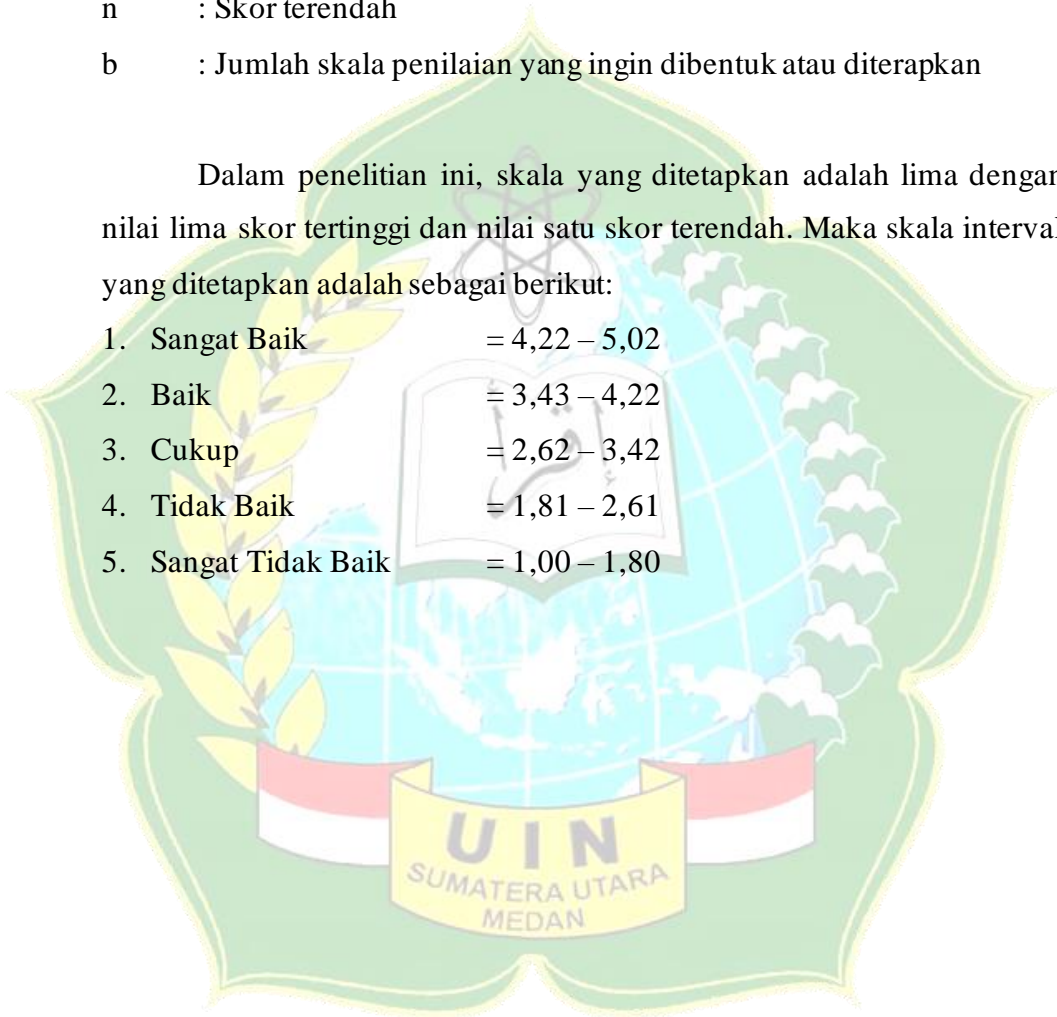 n : Skor terendah
b : Jumlah skala penilaian yang ingin dibentuk atau diterapkan
Dalam penelitian ini, skala yang ditetapkan adalah lima dengan
nilai lima skor tertinggi dan nilai satu skor terendah. Maka skala interval
yang ditetapkan adalah sebagai berikut:
1. Sangat Baik = 4,22 – 5,02
2. Baik = 3,43 – 4,22
3. Cukup = 2,62 – 3,42
4. Tidak Baik = 1,81 – 2,61
5. Sangat Tidak Baik = 1,00 – 1,80
UIN
SUMATERA UTARA
MEDAN